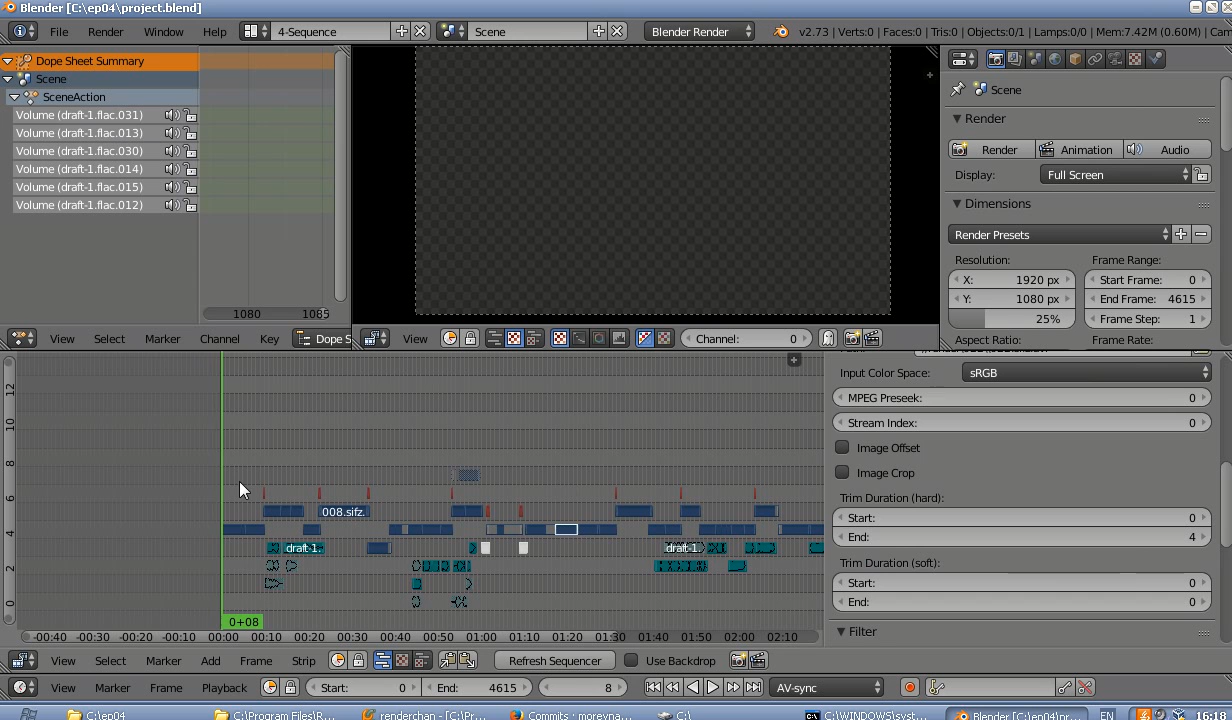 Blender [C:\ep04\project.blend]
File Render Window Help 4-Sequence Scene Blender Render v2.73 | Verts:0 | Faces:0 | Tris:0 | Objects:0/1 | Lamps:0/0 | Mem:7.42M (0.60M) | Cam
Dope Sheet Summary
Scene
SceneAction
Volume (draft-1.flac.031)
Volume (draft-1.flac.013)
Volume (draft-1.flac.030)
Volume (draft-1.flac.014)
Volume (draft-1.flac.015)
Volume (draft-1.flac.012)
1080 1085
View Select Marker Channel Key Dope S
View Channel: 0
Scene
Render
Render Animation Audio
Display: Full Screen
Dimensions
Render Presets
Resolution: Frame Range:
X: 1920 px Start Frame: 0
Y: 1080 px End Frame: 4615
25% Frame Step: 1
Aspect Ratio: Frame Rate:
Input Color Space: sRGB
MPEG Preseek: 0
Stream Index: 0
Image Offset
Image Crop
Trim Duration (hard):
Start: 0
End: 4
Trim Duration (soft):
Start: 0
End: 0
Filter
12
10
8
6
4
2
0
008.sifz.
draft-1. draft-1.
0+08
-00:40 -00:30 -00:20 -00:10 00:00 00:10 00:20 00:30 00:40 00:50 01:00 01:10 01:20 01:30 01:40 01:50 02:00 02:10
View Select Marker Add Frame Strip Refresh Sequencer Use Backdrop
View Marker Frame Playback Start: 0 End: 4615 8 AV-sync
C:\ep04 C:\Program Files\R... renderchan - [C:\Pr... Commits · morevna... C:\ C:\WINDOWS\syst... Blender [C:\ep04\pr... EN 16:18